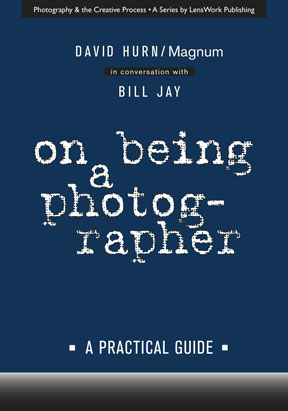 Photography & the Creative Process • A Series by LensWork Publishing
DAVID HURN/Magnum
in conversation with
BILL JAY
on being
a
photog-
rapher
▪ A PRACTICAL GUIDE ▪